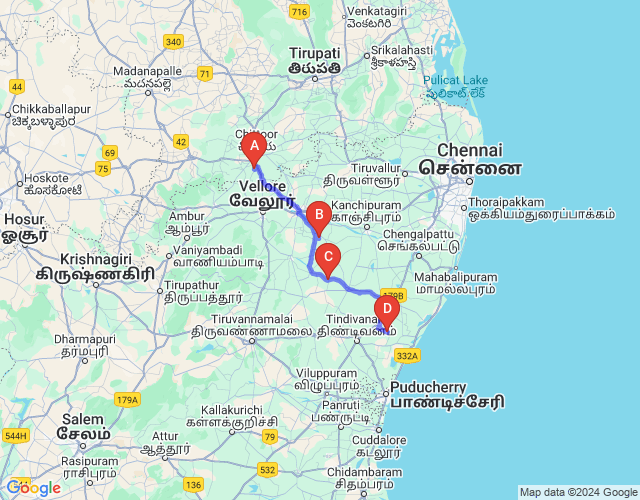 Venkatagiri
వెంకటగిరి
716
340
Tirupati
తిరుపతి
Srikalahasti
శ్రీకాళహస్తి
Madanapalle
మదనపల్లె
71
Pulicat Lake
44
Chikkaballapur
ಚಿಕ್ಕಬಳ್ಳಾಪುರ
69
42
A
75
Chennai
சென்னை
Tiruvallur
திருவள்ளூர்
Hoskote
ಹೊಸಕೋಟೆ
Vellore
வேலூர்
B
Kanchipuram
காஞ்சிபுரம்
Thoraipakkam
ஒக்கியம்துரைப்பாக்கம்
Hosur
ஓசூர்
Ambur
ஆம்பூர்
Chengalpattu
செங்கல்பட்டு
Krishnagiri
கிருஷ்ணகிரி
Vaniyambadi
வாணியம்பாடி
C
Mahabalipuram
மாமல்லபுரம்
Tirupathur
திருப்பத்தூர்
179B
D
Tiruvannamalai
திருவண்ணாமலை
திண்டிவனம்
Dharmapuri
தர்மபுரி
332A
Viluppuram
விழுப்புரம்
Puducherry
பாண்டிச்சேரி
179A
Kallakurichi
கள்ளக்குறிச்சி
Panruti
பண்ருட்டி
Salem
சேலம்
79
Cuddalore
கடலூர்
544H
Attur
ஆத்தூர்
Rasipuram
ராசிபுரம்
532
136
Chidambaram
சிதம்பரம்
Google
Map data ©2024 Google